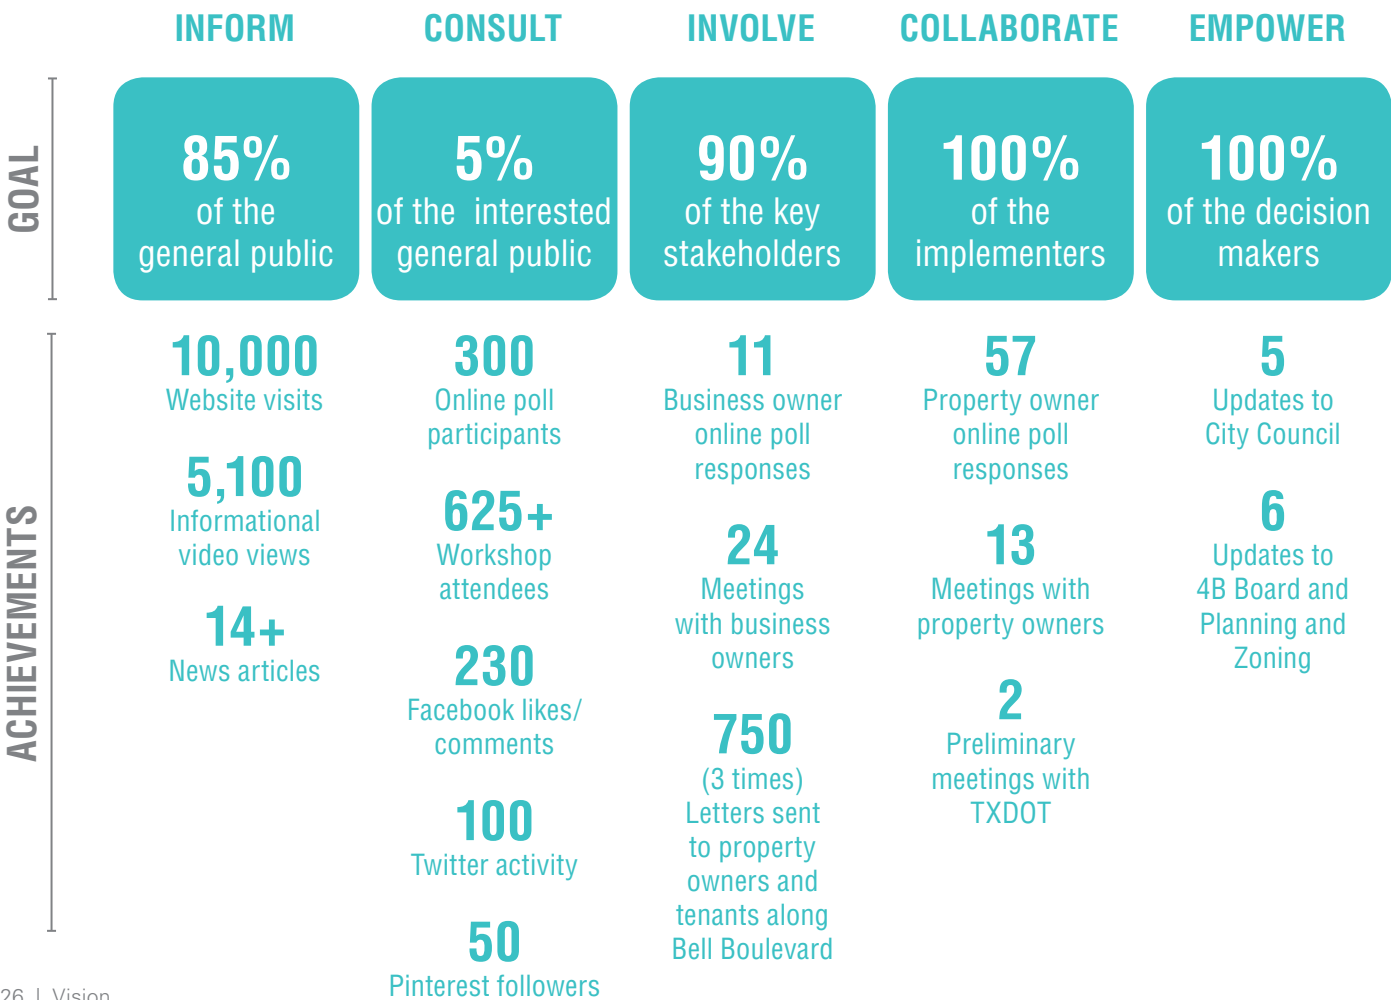 INFORM
CONSULT
INVOLVE
COLLABORATE
EMPOWER
GOAL
85%
of the
general public
5%
of the interested
general public
90%
of the key
stakeholders
100%
of the
implementers
100%
of the decision
makers
ACHIEVEMENTS
10,000
Website visits
5,100
Informational
video views
14+
News articles
300
Online poll
participants
625+
Workshop
attendees
230
Facebook likes/
comments
100
Twitter activity
50
Pinterest followers
11
Business owner
online poll
responses
24
Meetings
with business
owners
750
(3 times)
Letters sent
to property
owners and
tenants along
Bell Boulevard
57
Property owner
online poll
responses
13
Meetings with
property owners
2
Preliminary
meetings with
TXDOT
5
Updates to
City Council
6
Updates to
4B Board and
Planning and
Zoning
26 | Vision